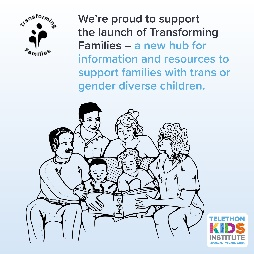 Transforming
Families
We're proud to support
the launch of Transforming
Families – a new hub for
information and resources to
support families with trans or
gender diverse children.
TELETHON
KIDS
INSTITUTE